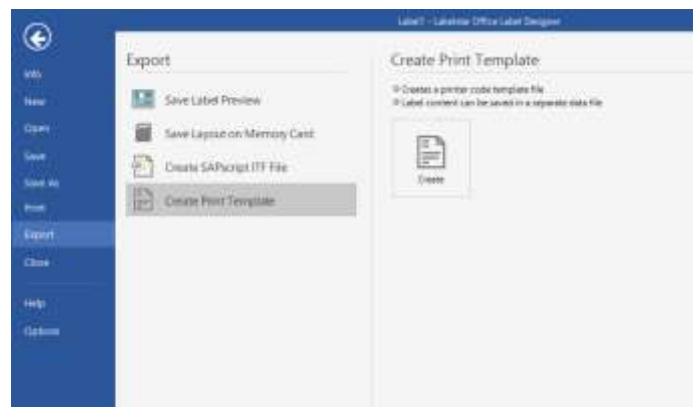 Label1 - Labelstar Office Label Designer
Info
New
Open
Save
Save As
Print
Export
Close
Help
Options
Export
Save Label Preview
Save Layout on Memory Card
Create SAPscript ITF File
Create Print Template
Create Print Template
Creates a printer code template file
Label content can be saved in a separate data file
Create